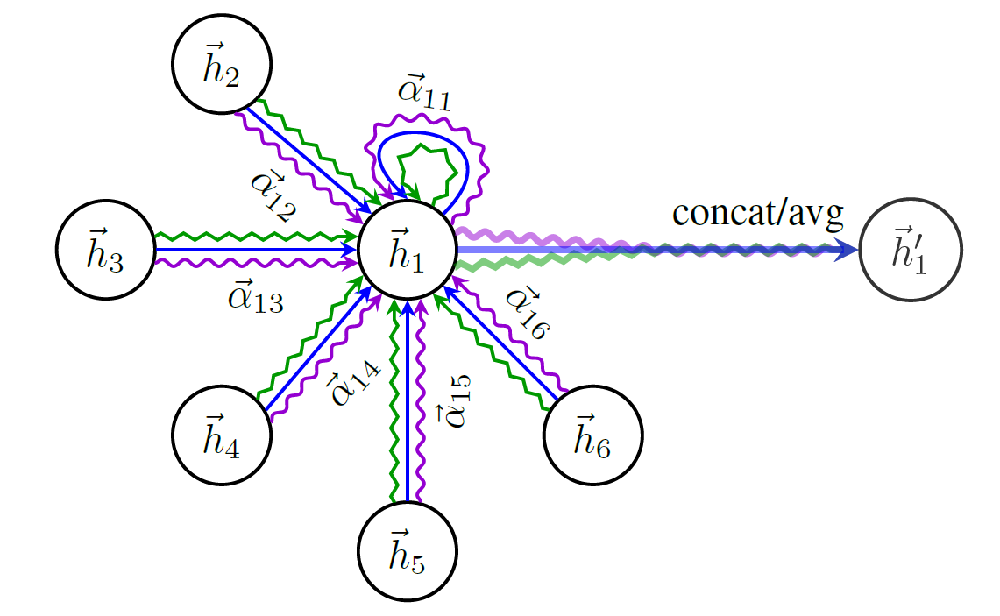 h⃗₂
α⃗₁₁
α⃗₁₂
concat/avg
h⃗₃
h⃗₁
h⃗′₁
α⃗₁₃
α⃗₁₆
α⃗₁₄
α⃗₁₅
h⃗₄
h⃗₆
h⃗₅